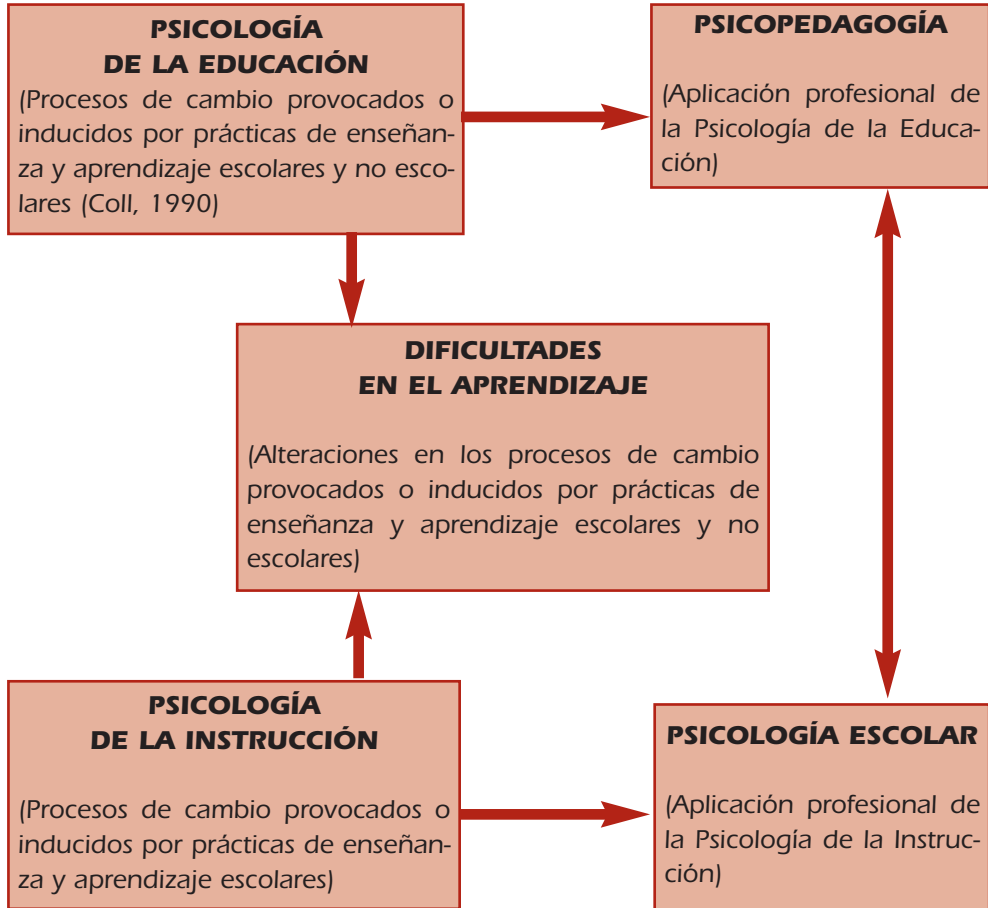 PSICOLOGÍA
DE LA EDUCACIÓN
(Procesos de cambio provocados o
inducidos por prácticas de enseñan-
za y aprendizaje escolares y no esco-
lares (Coll, 1990)
PSICOPEDAGOGÍA
(Aplicación profesional de
la Psicología de la Educa-
ción)
DIFICULTADES
EN EL APRENDIZAJE
(Alteraciones en los procesos de cambio
provocados o inducidos por prácticas de
enseñanza y aprendizaje escolares y no
escolares)
PSICOLOGÍA
DE LA INSTRUCCIÓN
(Procesos de cambio provocados o
inducidos por prácticas de enseñan-
za y aprendizaje escolares)
PSICOLOGÍA ESCOLAR
(Aplicación profesional de
la Psicología de la Instruc-
ción)